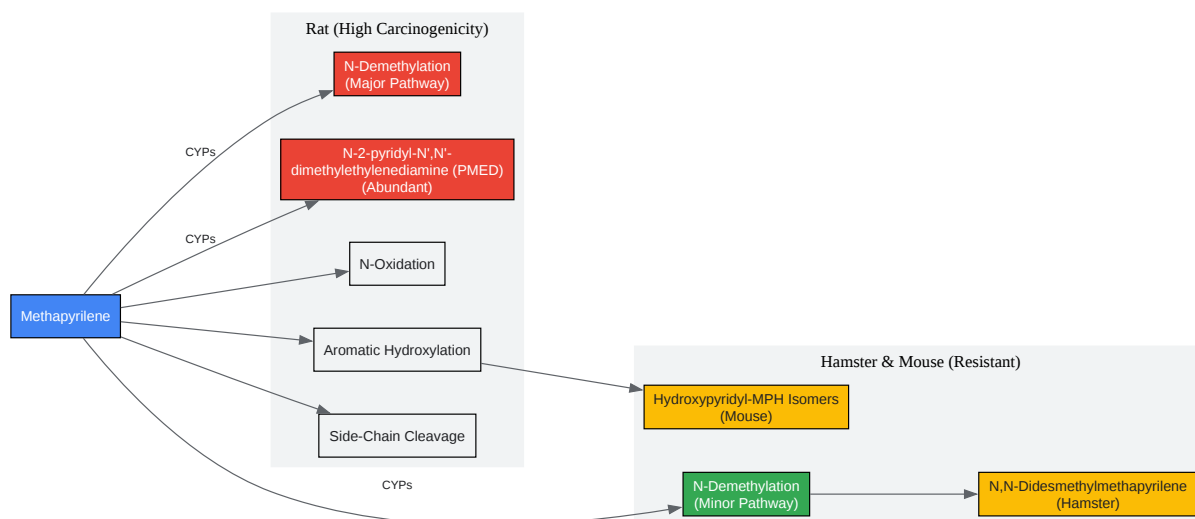 Rat (High Carcinogenicity)
N-Demethylation
(Major Pathway)
CYPs
N-2-pyridyl-N',N'-
dimethylethylenediamine (PMED)
(Abundant)
CYPs
N-Oxidation
Methapyrilene
Aromatic Hydroxylation
Side-Chain Cleavage
Hamster & Mouse (Resistant)
Hydroxypyridyl-MPH Isomers
(Mouse)
CYPs
N-Demethylation
(Minor Pathway)
N,N-Didesmethylmethapyrilene
(Hamster)